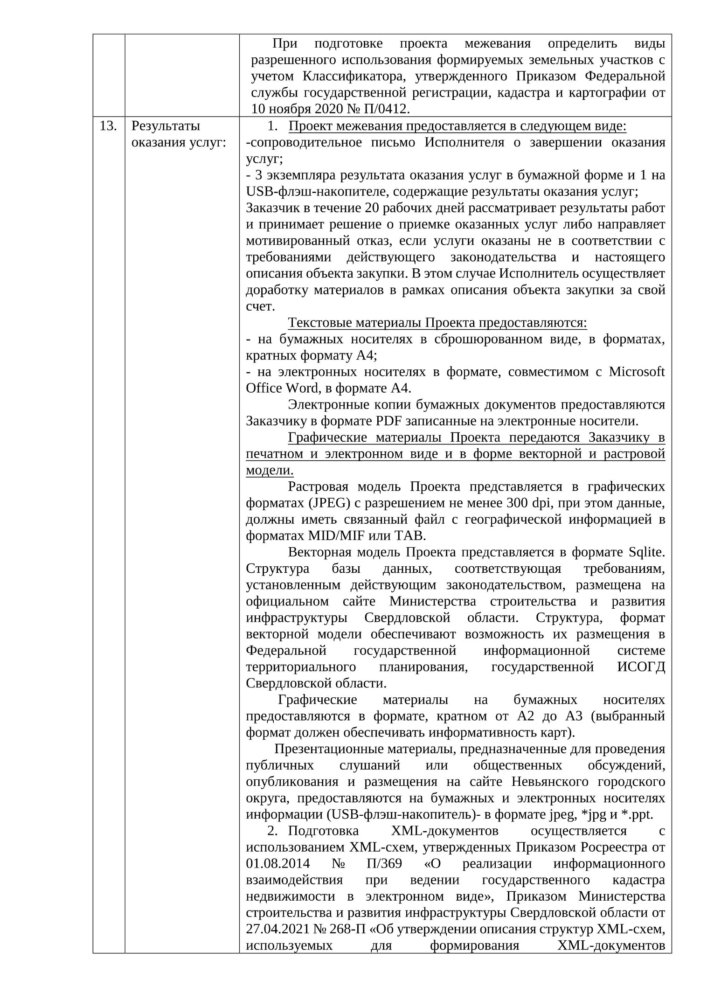 При подготовке проекта межевания определить виды
разрешенного использования формируемых земельных участков с
учетом Классификатора, утвержденного Приказом Федеральной
службы государственной регистрации, кадастра и картографии от
10 ноября 2020 № П/0412.
13. Результаты
оказания услуг:
1. Проект межевания предоставляется в следующем виде:
-сопроводительное письмо Исполнителя о завершении оказания
услуг;
- 3 экземпляра результата оказания услуг в бумажной форме и 1 на
USB-флэш-накопителе, содержащие результаты оказания услуг;
Заказчик в течение 20 рабочих дней рассматривает результаты работ
и принимает решение о приемке оказанных услуг либо направляет
мотивированный отказ, если услуги оказаны не в соответствии с
требованиями действующего законодательства и настоящего
описания объекта закупки. В этом случае Исполнитель осуществляет
доработку материалов в рамках описания объекта закупки за свой
счет.
Текстовые материалы Проекта предоставляются:
- на бумажных носителях в сброшюрованном виде, в форматах,
кратных формату А4;
- на электронных носителях в формате, совместимом с Microsoft
Office Word, в формате А4.
Электронные копии бумажных документов предоставляются
Заказчику в формате PDF записанные на электронные носители.
Графические материалы Проекта передаются Заказчику в
печатном и электронном виде и в форме векторной и растровой
модели.
Растровая модель Проекта представляется в графических
форматах (JPEG) с разрешением не менее 300 dpi, при этом данные,
должны иметь связанный файл с географической информацией в
форматах MID/MIF или TAB.
Векторная модель Проекта представляется в формате Sqlite.
Структура базы данных, соответствующая требованиям,
установленным действующим законодательством, размещена на
официальном сайте Министерства строительства и развития
инфраструктуры Свердловской области. Структура, формат
векторной модели обеспечивают возможность их размещения в
Федеральной государственной информационной системе
территориального планирования, государственной ИСОГД
Свердловской области.
Графические материалы на бумажных носителях
предоставляются в формате, кратном от А2 до А3 (выбранный
формат должен обеспечивать информативность карт).
Презентационные материалы, предназначенные для проведения
публичных слушаний или общественных обсуждений,
опубликования и размещения на сайте Невьянского городского
округа, предоставляются на бумажных и электронных носителях
информации (USB-флэш-накопитель)- в формате jpeg, *jpg и *.ppt.
2. Подготовка XML-документов осуществляется с
использованием XML-схем, утвержденных Приказом Росреестра от
01.08.2014 № П/369 «О реализации информационного
взаимодействия при ведении государственного кадастра
недвижимости в электронном виде», Приказом Министерства
строительства и развития инфраструктуры Свердловской области от
27.04.2021 № 268-П «Об утверждении описания структур XML-схем,
используемых для формирования XML-документов